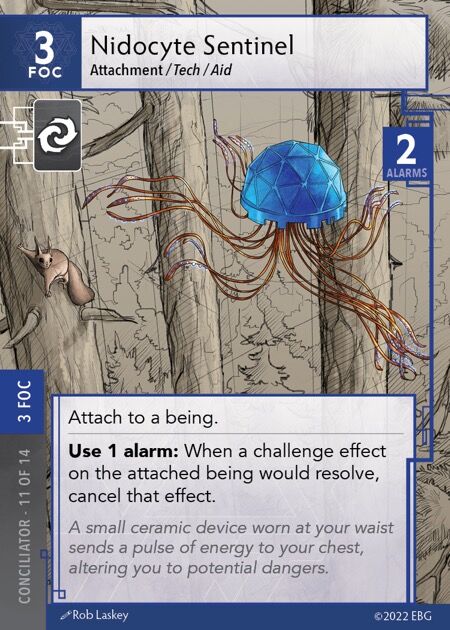 3
FOC
Nidocyte Sentinel
Attachment / Tech / Aid
2
ALARMS
Attach to a being.
Use 1 alarm: When a challenge effect
on the attached being would resolve,
cancel that effect.
A small ceramic device worn at your waist
sends a pulse of energy to your chest,
altering you to potential dangers.
3 FOC
CONCILIATOR - 11 OF 14
Rob Laskey
©2022 EBG